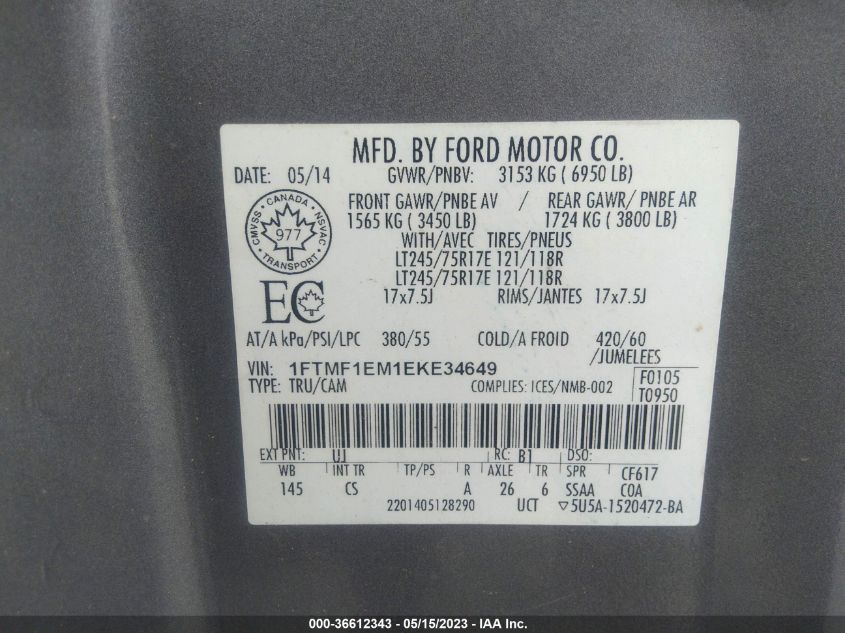 MFD. BY FORD MOTOR CO.
DATE: 05/14 GVWR/PNBV: 3153 KG ( 6950 LB)
FRONT GAWR/PNBE AV / REAR GAWR/ PNBE AR
1565 KG ( 3450 LB) 1724 KG ( 3800 LB)
WITH/AVEC TIRES/PNEUS
LT245/75R17E 121/118R
LT245/75R17E 121/118R
17x7.5J RIMS/JANTES 17x7.5J
CANADA
CMVSS NSVAC
977
TRANSPORT
EC
AT/A kPa/PSI/LPC 380/55 COLD/A FROID 420/60
/JUMELEES
VIN: 1FTMF1EM1EKE34649
TYPE: TRU/CAM COMPLIES: ICES/NMB-002
F0105
T0950
EXT PNT: UJ RC: B1 DSO:
WB INT TR TP/PS R AXLE TR SPR CF617
145 CS A 26 6 SSAA COA
2201405128290 UCT ▽5U5A-1520472-BA
000-36612343 - 05/15/2023 - IAA Inc.